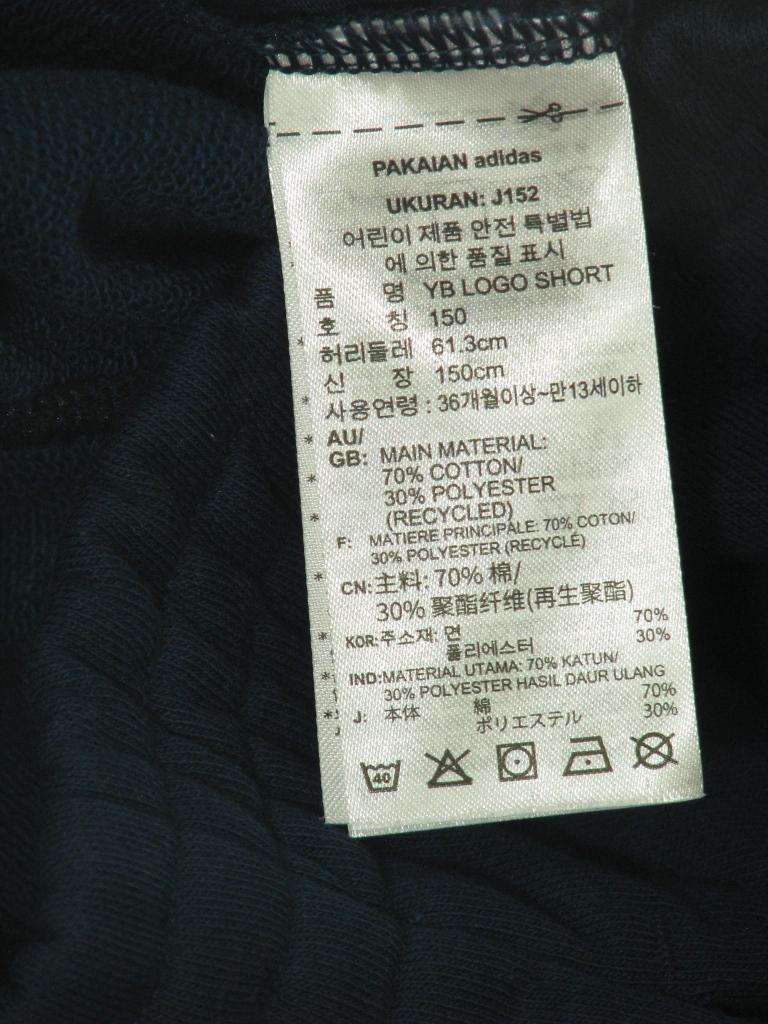 PAKAIAN adidas
UKURAN: J152
어린이 제품 안전 특별법
에 의한 품질 표시
품 명 YB LOGO SHORT
호 칭 150
허리둘레 61.3cm
신 장 150cm
사용연령 : 36개월이상~만13세이하
AU/
GB: MAIN MATERIAL:
70% COTTON/
30% POLYESTER
(RECYCLED)
F: MATIERE PRINCIPALE: 70% COTON/
30% POLYESTER (RECYCLÉ)
CN: 主料: 70% 棉/
30% 聚酯纤维(再生聚酯)
KOR: 주소재: 면 70%
폴리에스터 30%
IND: MATERIAL UTAMA: 70% KATUN/
30% POLYESTER HASIL DAUR ULANG
J: 本体 綿 70%
ポリエステル 30%
40